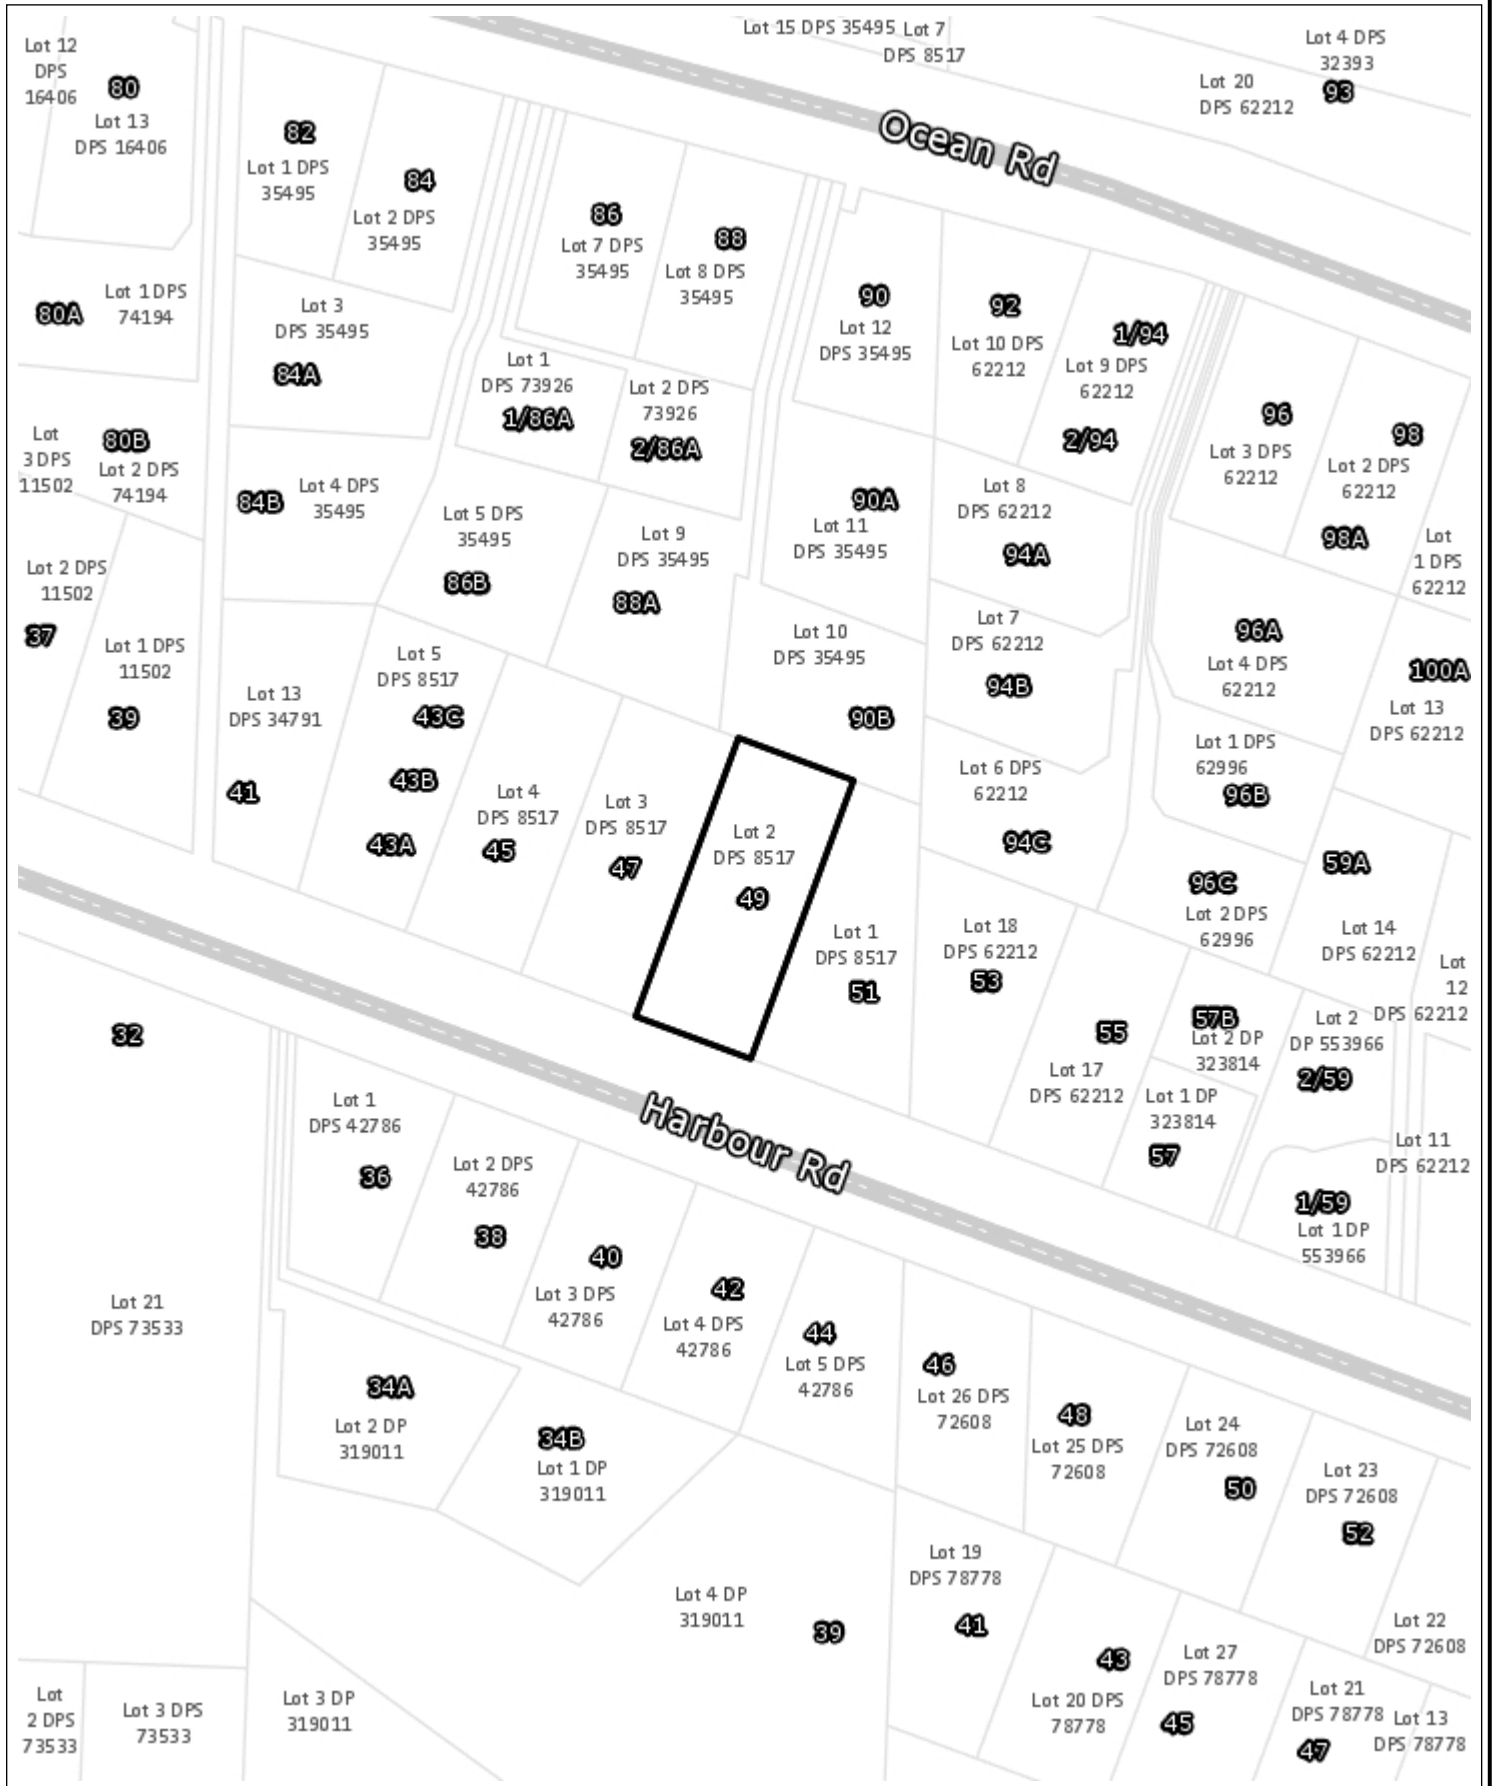 Lot 15 DPS 35495
Lot 7
DPS 8517
Lot 4 DPS
32393
93
Lot 20
DPS 62212
Lot 12
DPS
16406
80
Lot 13
DPS 16406
Ocean Rd
82
Lot 1 DPS
35495
84
Lot 2 DPS
35495
86
Lot 7 DPS
35495
88
Lot 8 DPS
35495
90
Lot 12
DPS 35495
92
Lot 10 DPS
62212
1/94
Lot 9 DPS
62212
2/94
80A
Lot 1 DPS
74194
Lot 3
DPS 35495
84A
Lot 1
DPS 73926
1/86A
Lot 2 DPS
73926
2/86A
96
Lot 3 DPS
62212
98
Lot 2 DPS
62212
98A
Lot
1 DPS
62212
Lot
3 DPS
11502
80B
Lot 2 DPS
74194
84B
Lot 4 DPS
35495
Lot 5 DPS
35495
86B
Lot 9
DPS 35495
88A
90A
Lot 11
DPS 35495
Lot 8
DPS 62212
94A
Lot 2 DPS
11502
37
Lot 1 DPS
11502
39
Lot 13
DPS 34791
41
Lot 5
DPS 8517
43C
43B
43A
Lot 10
DPS 35495
90B
Lot 7
DPS 62212
94B
96A
Lot 4 DPS
62212
100A
Lot 13
DPS 62212
Lot 4
DPS 8517
45
Lot 3
DPS 8517
47
Lot 2
DPS 8517
49
Lot 6 DPS
62212
94C
Lot 1 DPS
62996
96B
96C
Lot 2 DPS
62996
59A
Lot 14
DPS 62212
Lot
12
DPS 62212
Lot 1
DPS 8517
51
Lot 18
DPS 62212
53
55
Lot 17
DPS 62212
57B
Lot 2 DP
323814
Lot 2
DP 553966
2/59
Lot 1 DP
323814
57
Lot 11
DPS 62212
1/59
Lot 1 DP
553966
32
Harbour Rd
Lot 1
DPS 42786
36
Lot 2 DPS
42786
38
40
Lot 3 DPS
42786
42
Lot 4 DPS
42786
44
Lot 5 DPS
42786
46
Lot 26 DPS
72608
48
Lot 25 DPS
72608
Lot 24
DPS 72608
50
Lot 23
DPS 72608
52
Lot 21
DPS 73533
34A
Lot 2 DP
319011
34B
Lot 1 DP
319011
Lot 4 DP
319011
39
Lot 19
DPS 78778
41
43
Lot 20 DPS
78778
Lot 27
DPS 78778
45
Lot 22
DPS 72608
Lot 21
DPS 78778
47
Lot 13
DPS 78778
Lot
2 DPS
73533
Lot 3 DPS
73533
Lot 3 DP
319011